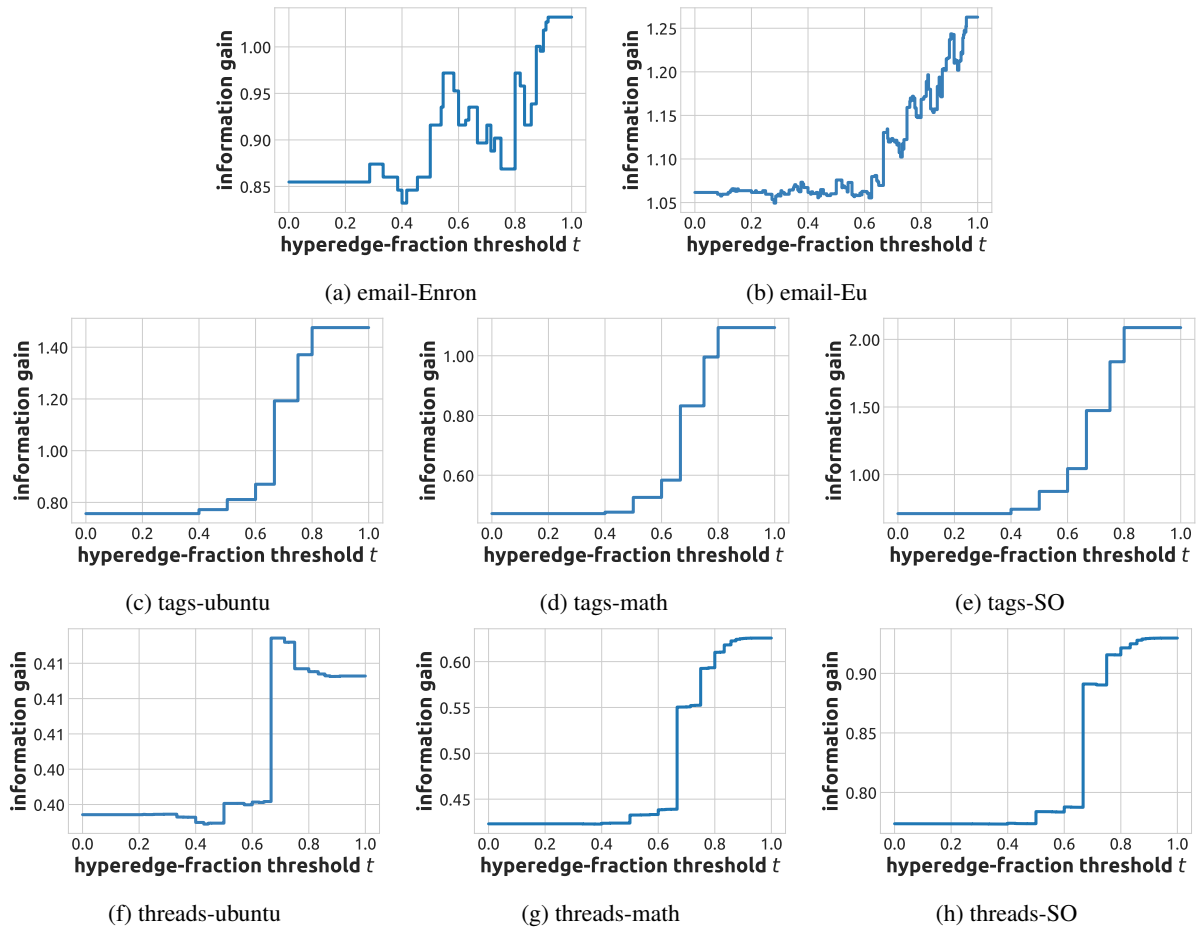 information gain
1.00
0.95
0.90
0.85
0.0 0.2 0.4 0.6 0.8 1.0
hyperedge-fraction threshold t
(a) email-Enron
information gain
1.25
1.20
1.15
1.10
1.05
0.0 0.2 0.4 0.6 0.8 1.0
hyperedge-fraction threshold t
(b) email-Eu
information gain
1.40
1.20
1.00
0.80
0.0 0.2 0.4 0.6 0.8 1.0
hyperedge-fraction threshold t
(c) tags-ubuntu
information gain
1.00
0.80
0.60
0.0 0.2 0.4 0.6 0.8 1.0
hyperedge-fraction threshold t
(d) tags-math
information gain
2.00
1.50
1.00
0.0 0.2 0.4 0.6 0.8 1.0
hyperedge-fraction threshold t
(e) tags-SO
information gain
0.41
0.41
0.41
0.40
0.40
0.0 0.2 0.4 0.6 0.8 1.0
hyperedge-fraction threshold t
(f) threads-ubuntu
information gain
0.60
0.55
0.50
0.45
0.0 0.2 0.4 0.6 0.8 1.0
hyperedge-fraction threshold t
(g) threads-math
information gain
0.90
0.85
0.80
0.0 0.2 0.4 0.6 0.8 1.0
hyperedge-fraction threshold t
(h) threads-SO